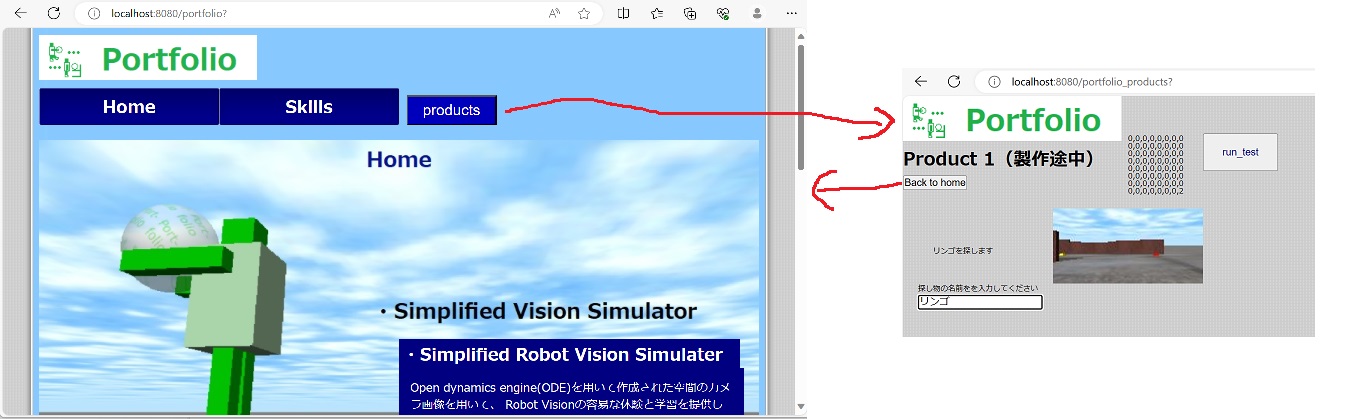 localhost:8080/portfolio?
Portfolio
Home
Skllls
products
Home
・Simplified Vision Simulator
・Simplified Robot Vision Simulater
Open dynamics engine(ODE)を用いて作成された空間のカメ
ラ画像を用いて、 Robot Visionの容易な体験と学習を提供し
localhost:8080/portfolio_products?
Portfolio
Product 1（製作途中）
Back to home
0,0,0,0,0,0,0,0
0,0,0,0,0,0,0,0
0,0,0,0,0,0,0,0
0,0,0,0,0,0,0,0
0,0,0,0,0,0,0,0
0,0,0,0,0,0,0,0
0,0,0,0,0,0,0,0
0,0,0,0,0,0,0,2
run_test
リンゴを探します
探し物の名前をを入力してください
リンゴ